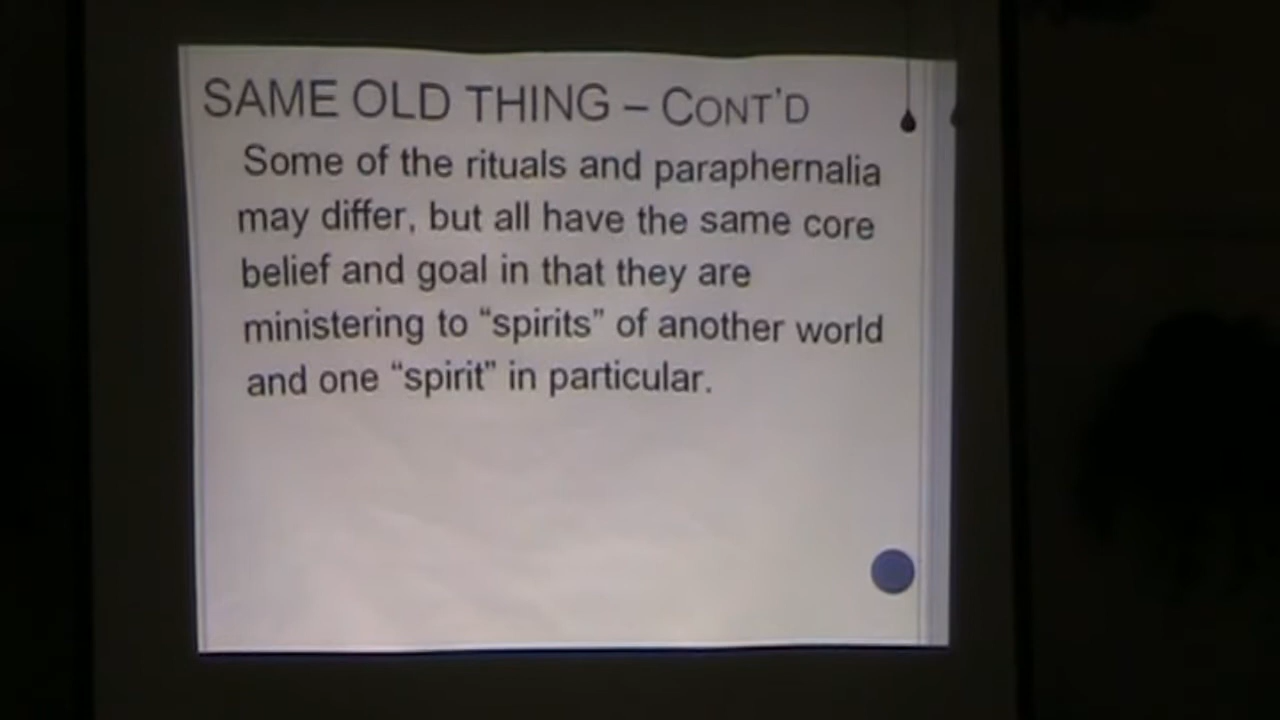 SAME OLD THING – CONT'D
Some of the rituals and paraphernalia
may differ, but all have the same core
belief and goal in that they are
ministering to “spirits” of another world
and one “spirit” in particular.